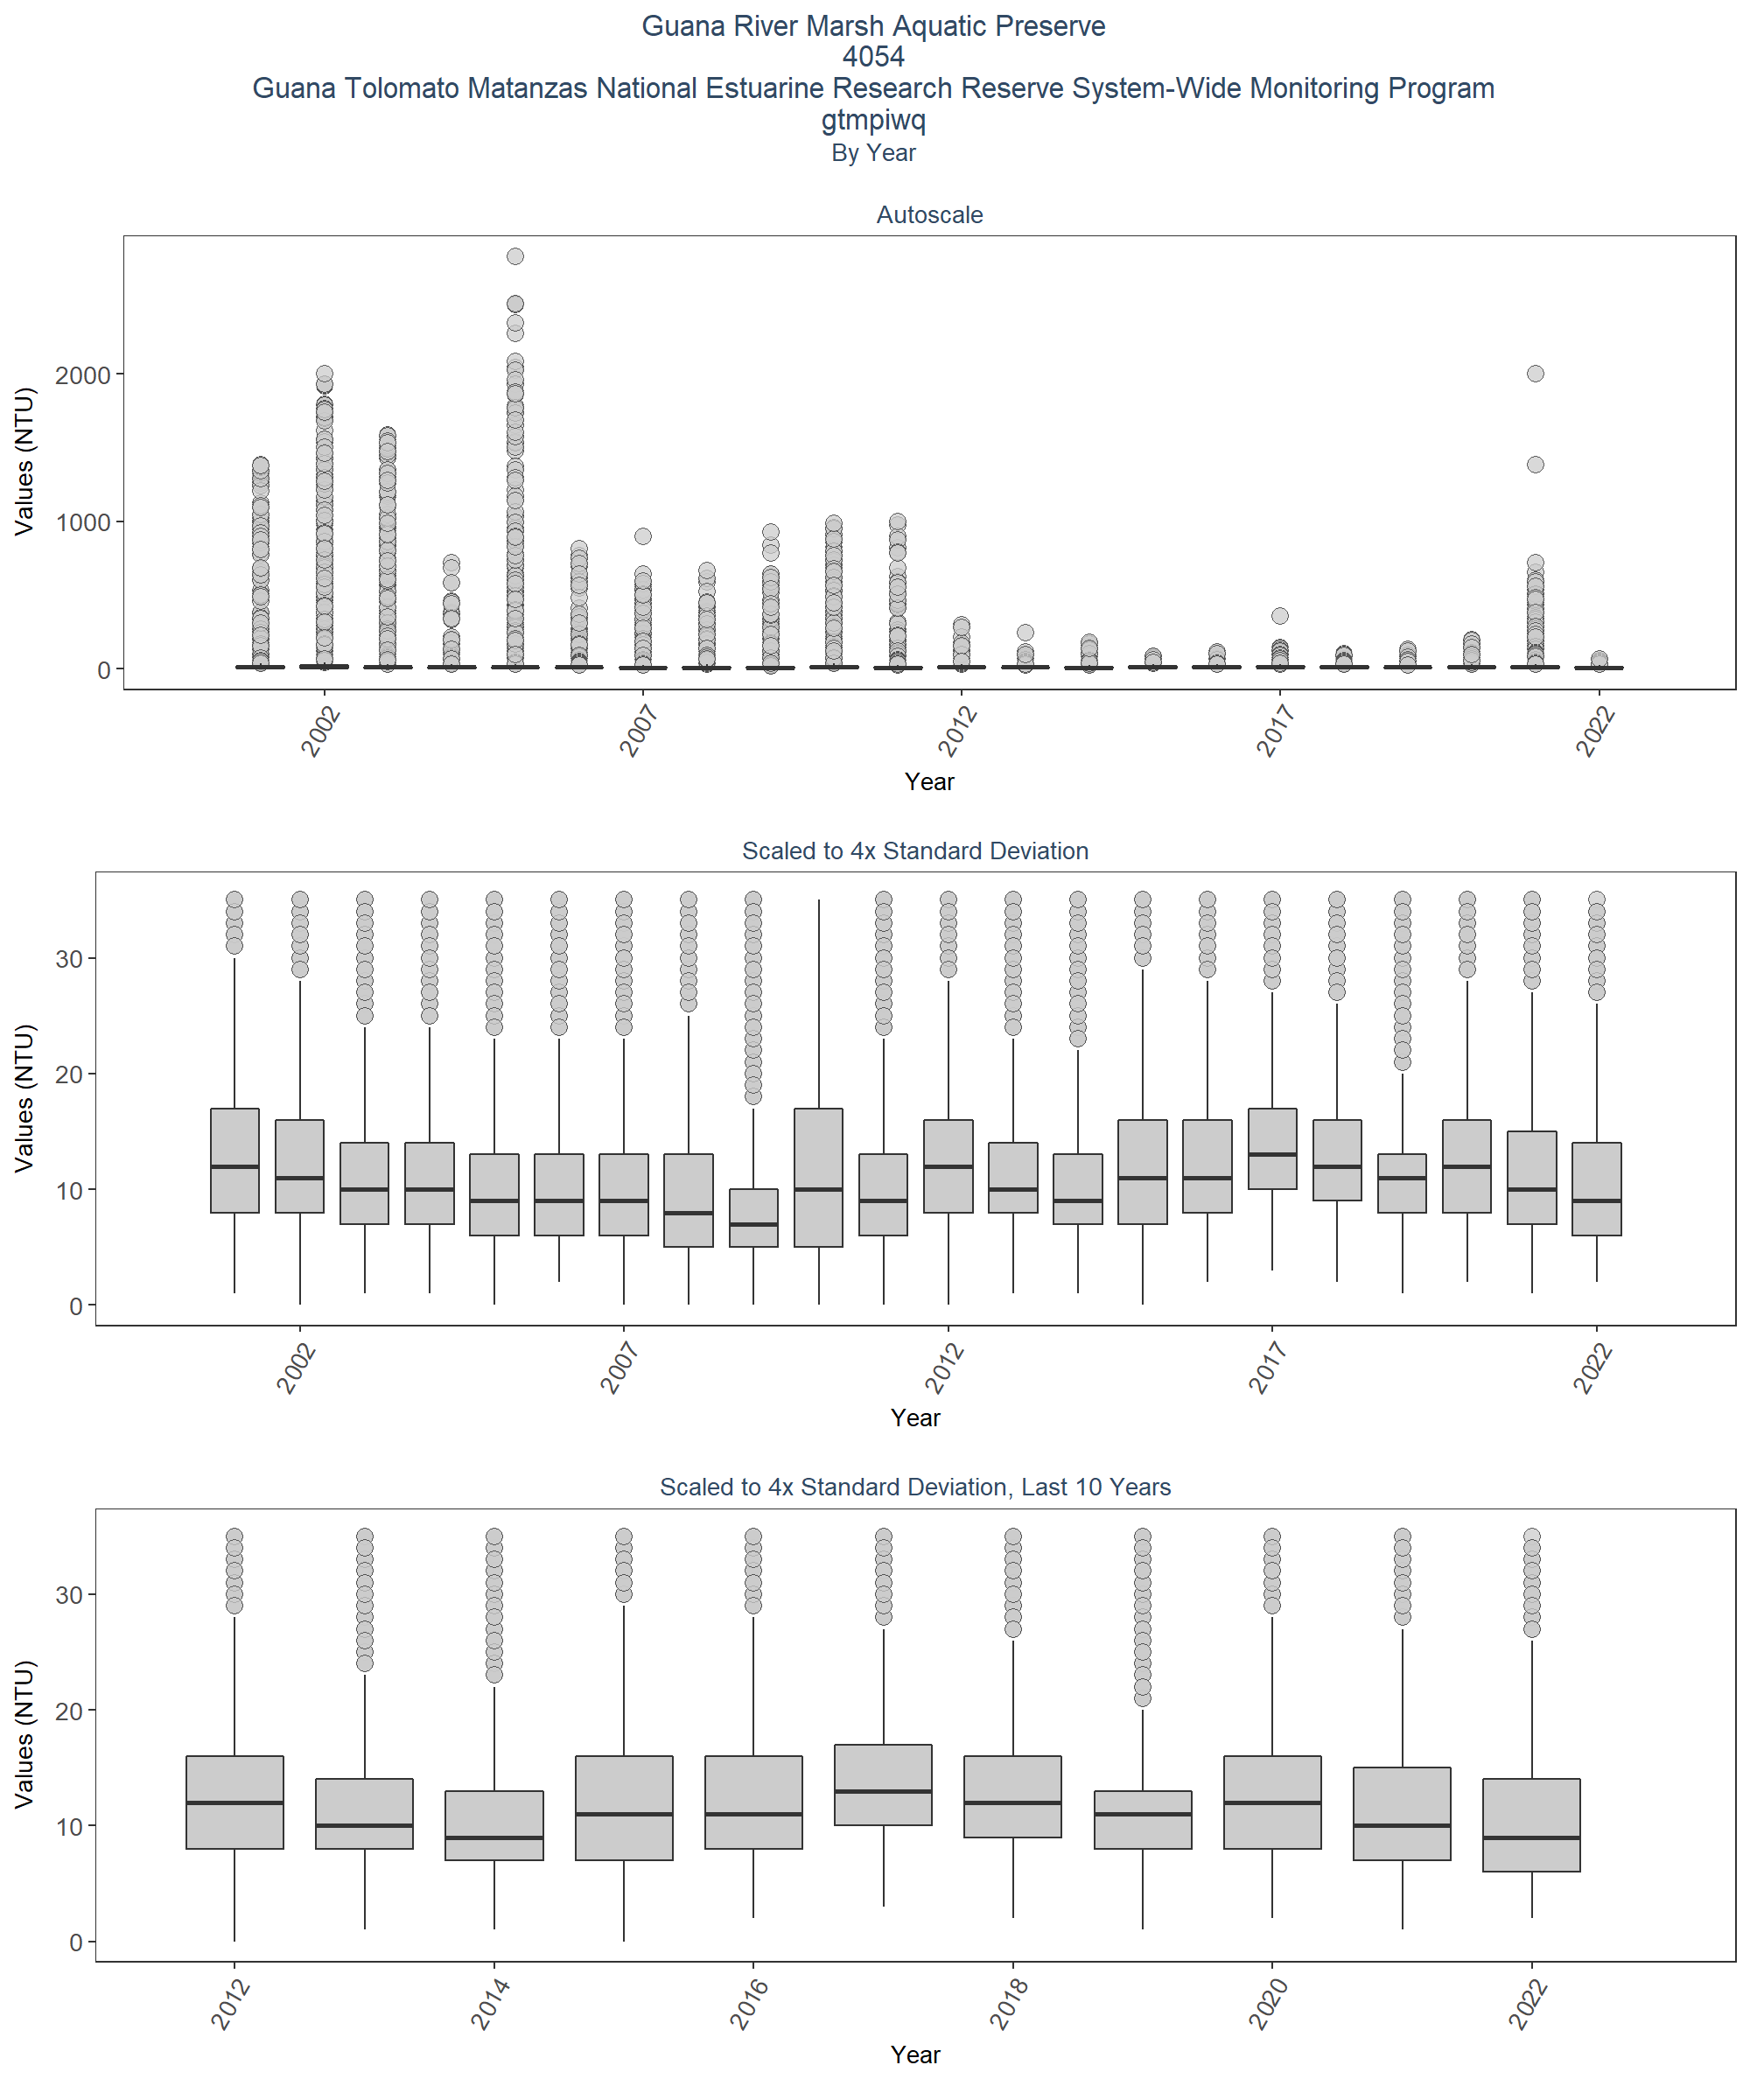 Guana River Marsh Aquatic Preserve
4054
Guana Tolomato Matanzas National Estuarine Research Reserve System-Wide Monitoring Program
gtmpiwq
By Year
Autoscale
Values (NTU)
2000
1000
0
2002 2007 2012 2017 2022
Year
Scaled to 4x Standard Deviation
Values (NTU)
30
20
10
0
2002 2007 2012 2017 2022
Year
Scaled to 4x Standard Deviation, Last 10 Years
Values (NTU)
30
20
10
0
2012 2014 2016 2018 2020 2022
Year